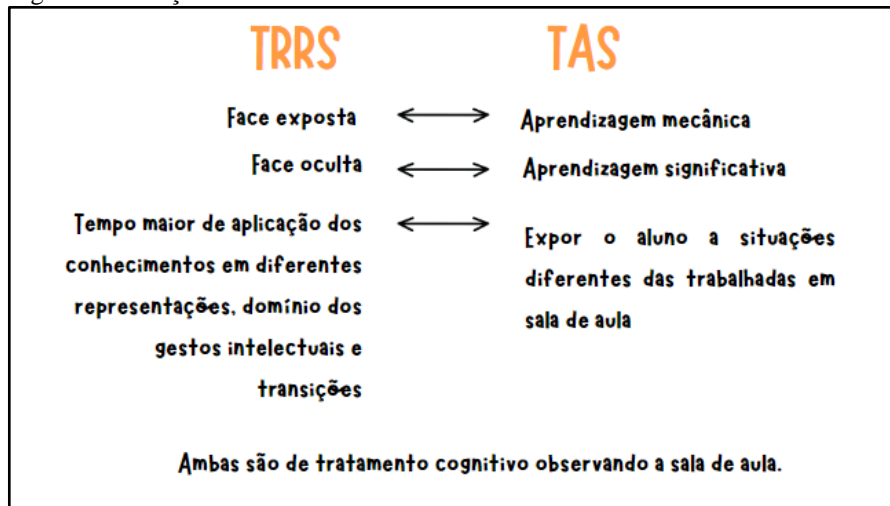 TRRS TAS
Face exposta Aprendizagem mecânica
Face oculta Aprendizagem significativa
Tempo maior de aplicação dos
conhecimentos em diferentes
representações, domínio dos
gestos intelectuais e
transições
Expor o aluno a situações
diferentes das trabalhadas em
sala de aula
Ambas são de tratamento cognitivo observando a sala de aula.